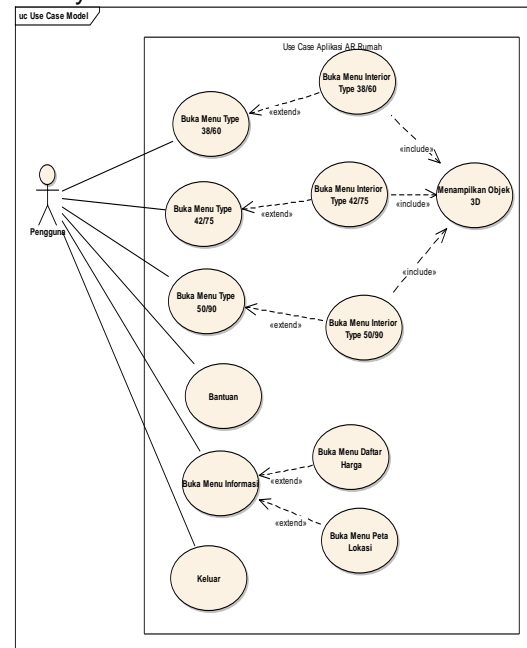 uc Use Case Model
Use Case Aplikasi AR Rumah
Buka Menu Interior
Type 38/60
Buka Menu Type
38/60
«extend»
«include»
Pengguna
Buka Menu Type
42/75
«extend»
Buka Menu Interior
Type 42/75
«include»
Menampilkan Objek
3D
«include»
Buka Menu Type
50/90
«extend»
Buka Menu Interior
Type 50/90
Bantuan
Buka Menu Informasi
«extend»
Buka Menu Daftar
Harga
«extend»
Buka Menu Peta
Lokasi
Keluar